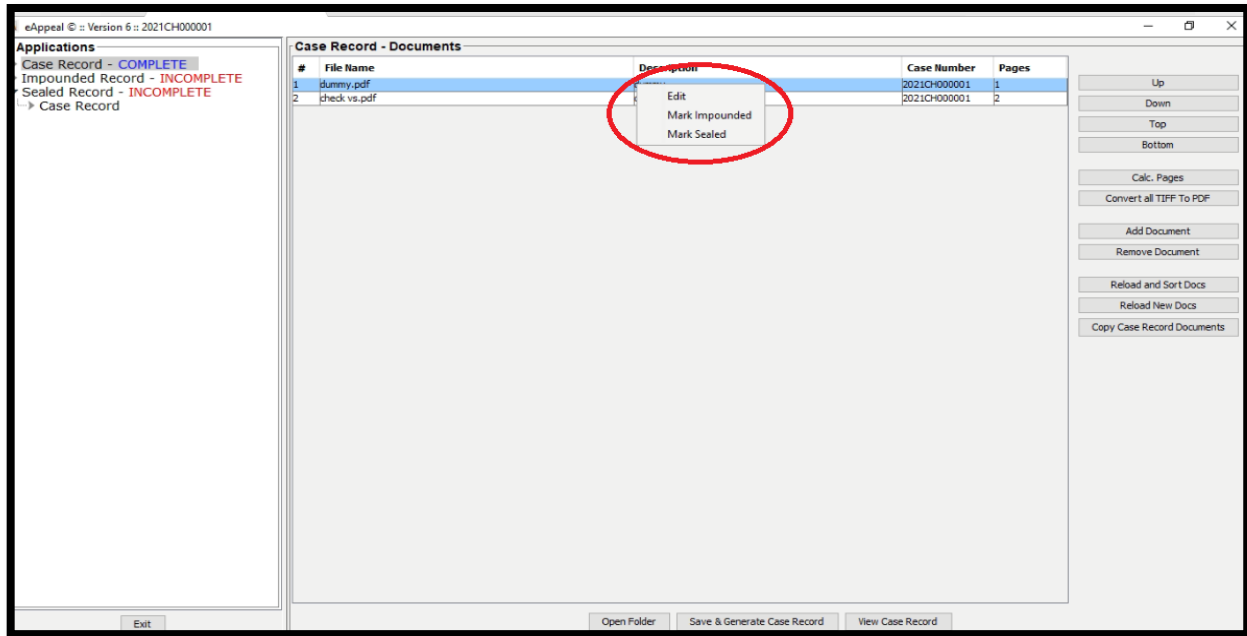 eAppeal © :: Version 6 :: 2021CH000001
Applications
Case Record - COMPLETE
Impounded Record - INCOMPLETE
Sealed Record - INCOMPLETE
Case Record
Exit
Case Record - Documents
# File Name Description Case Number Pages
1 dummy.pdf dummy 2021CH000001 1
2 check vs.pdf 2021CH000001 2
Edit
Mark Impounded
Mark Sealed
Up
Down
Top
Bottom
Calc. Pages
Convert all TIFF To PDF
Add Document
Remove Document
Reload and Sort Docs
Reload New Docs
Copy Case Record Documents
Open Folder Save & Generate Case Record View Case Record